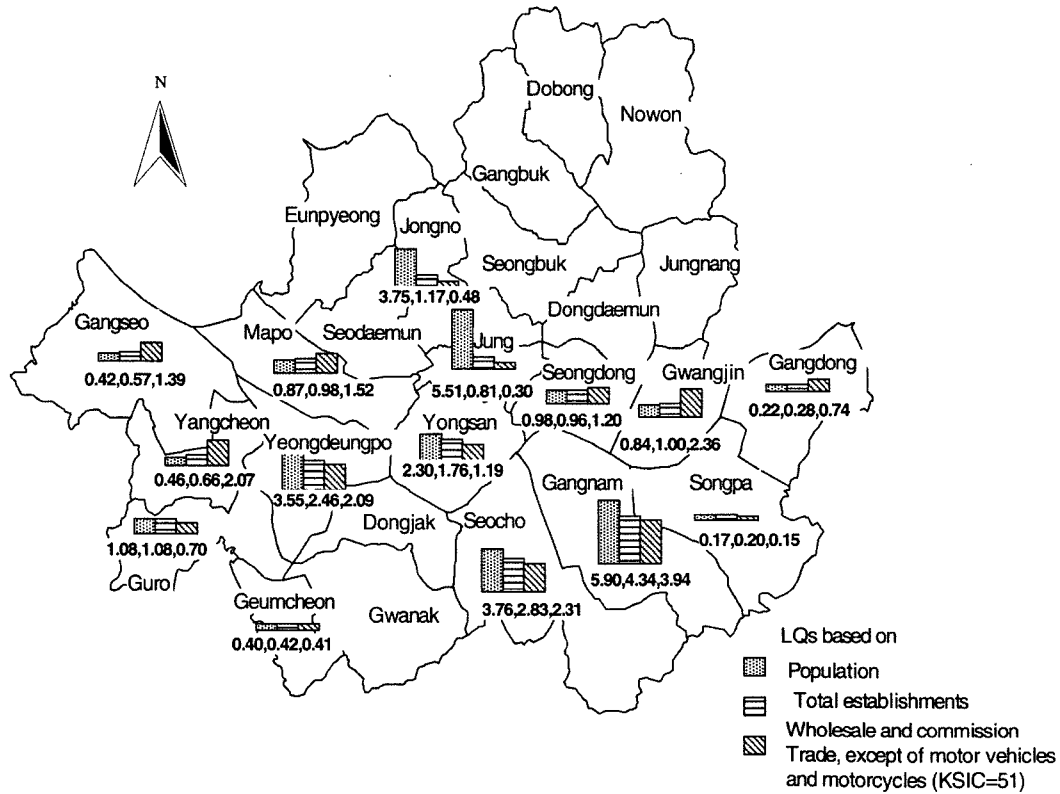 N
Dobong
Nowon
Gangbuk
Eunpyeong
Jongno
Seongbuk
Jungnang
3.75,1.17,0.48
Dongdaemun
Gangseo
Mapo
Seodaemun
Jung
0.42,0.57,1.39
0.87,0.98,1.52
5.51,0.81,0.30
Seongdong
Gwangjin
Gangdong
0.98,0.96,1.20
0.84,1.00,2.36
0.22,0.28,0.74
Yangcheon
Yeongdeungpo
Yongsan
0.46,0.66,2.07
3.55,2.46,2.09
2.30,1.76,1.19
Gangnam
Songpa
Dongjak
Seocho
1.08,1.08,0.70
0.17,0.20,0.15
Guro
5.90,4.34,3.94
Geumcheon
Gwanak
3.76,2.83,2.31
0.40,0.42,0.41
LQs based on
Population
Total establishments
Wholesale and commission
Trade, except of motor vehicles
and motorcycles (KSIC=51)